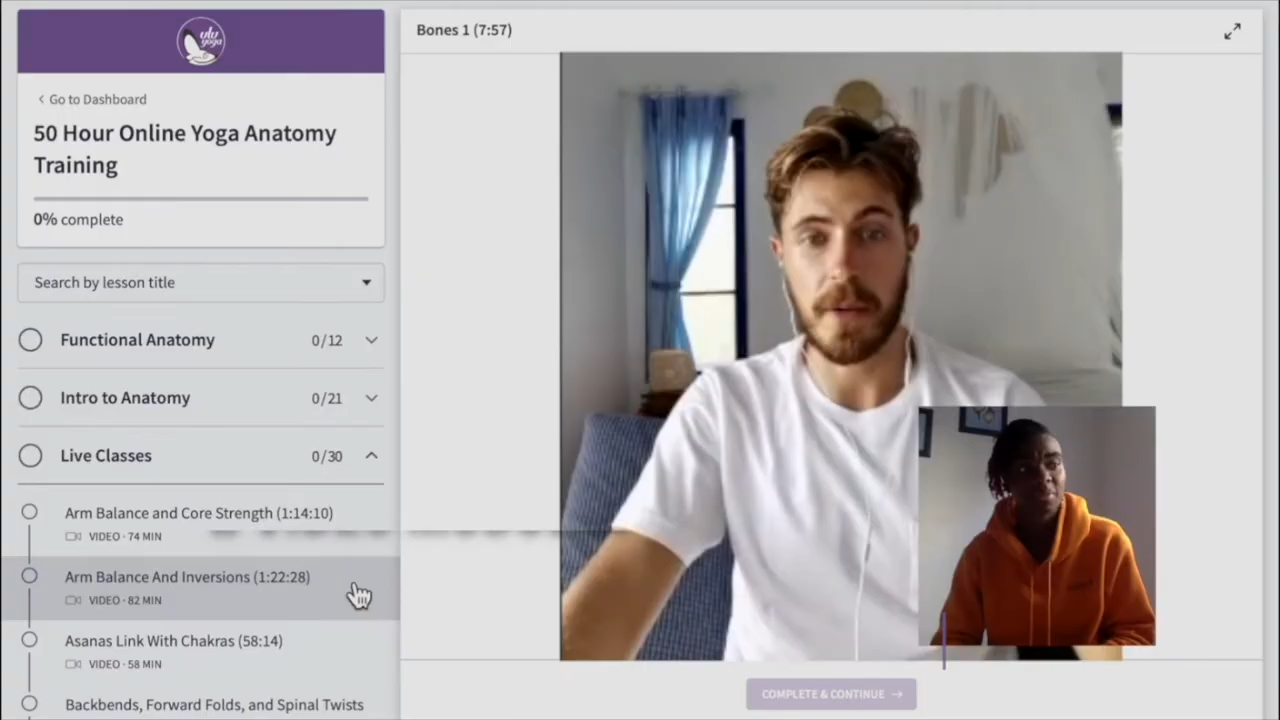 ulu
yoga
Go to Dashboard
50 Hour Online Yoga Anatomy
Training
0% complete
Search by lesson title
Functional Anatomy 0/12
Intro to Anatomy 0/21
Live Classes 0/30
Arm Balance and Core Strength (1:14:10)
VIDEO · 74 MIN
Arm Balance And Inversions (1:22:28)
VIDEO · 82 MIN
Asanas Link With Chakras (58:14)
VIDEO · 58 MIN
Backbends, Forward Folds, and Spinal Twists
Bones 1 (7:57)
COMPLETE & CONTINUE →